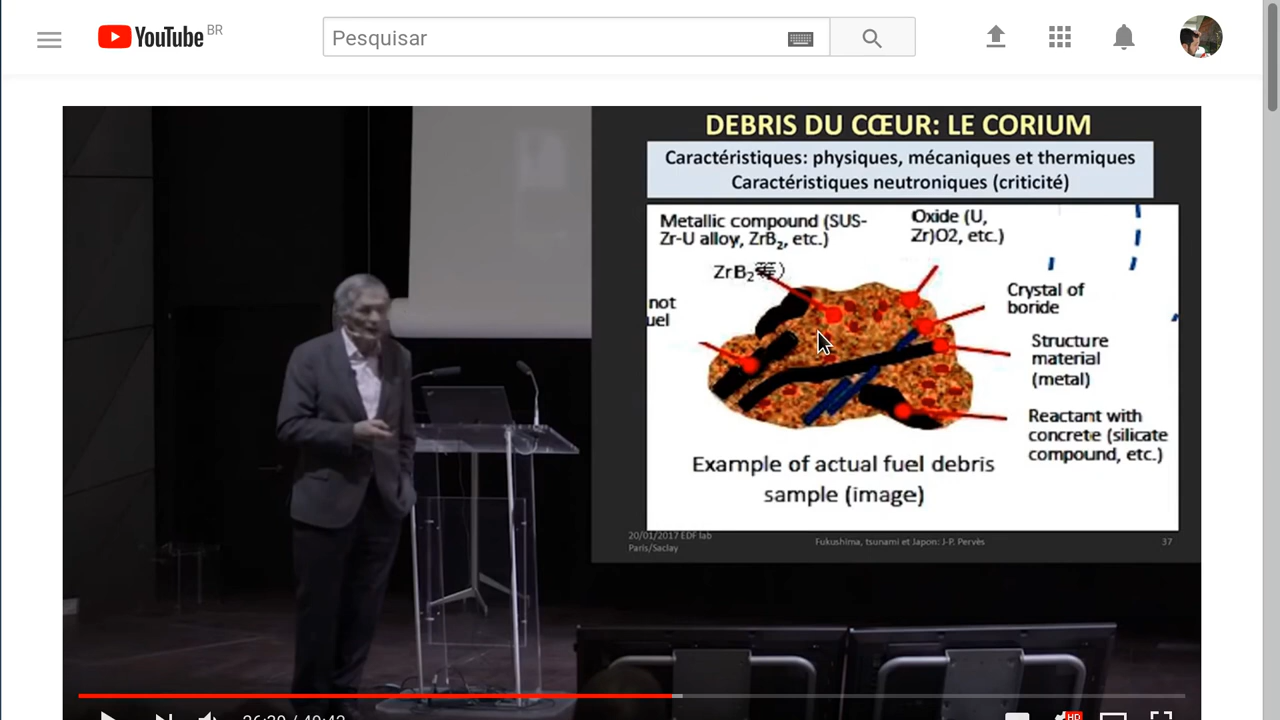 YouTube BR
Pesquisar
DEBRIS DU CŒUR: LE CORIUM
Caractéristiques: physiques, mécaniques et thermiques
Caractéristiques neutroniques (criticité)
Metallic compound (SUS-
Zr-U alloy, ZrB₂, etc.)
Oxide (U,
Zr)O2, etc.)
ZrB₂
not
uel
Crystal of
boride
Structure
material
(metal)
Reactant with
concrete (silicate
compound, etc.)
Example of actual fuel debris
sample (image)
20/01/2017 EDF lab
Paris/Saclay
Fukushima, tsunami et Japon: J-P. Pervès
37
HD